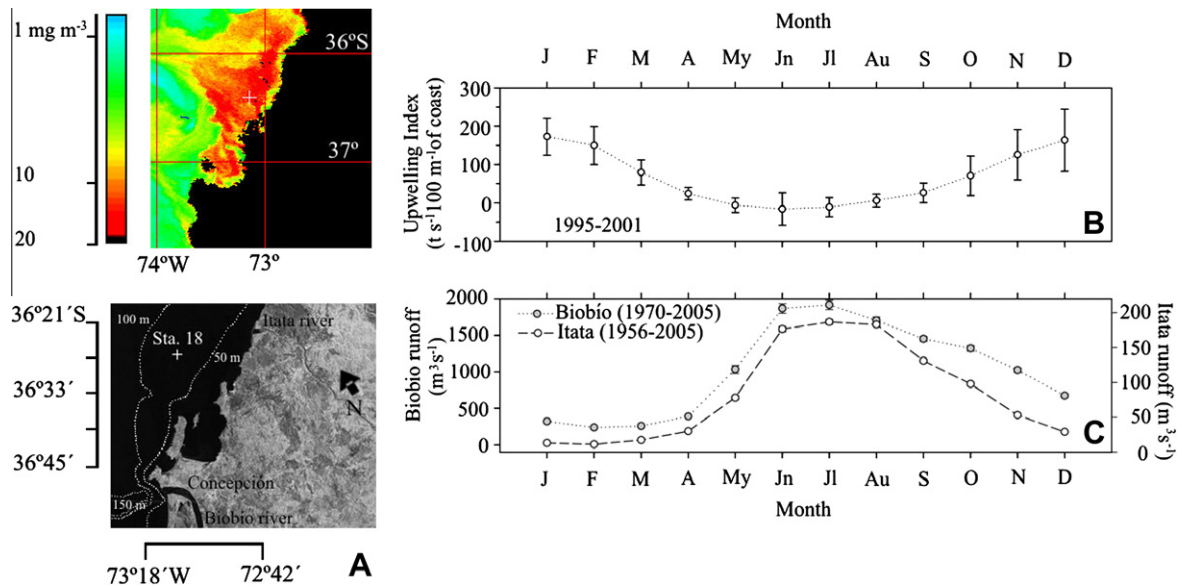 1 mg m-3
10
20
36ºS
37º
74ºW
73º
36º21´S
36º33´
36º45´
100 m
Sta. 18
50 m
Itata river
N
Concepción
Biobio river
150 m
73º18´W
72º42´
A
Month
J F M A My Jn Jl Au S O N D
Upwelling Index
(t s-1100 m-1of coast)
300
200
100
0
-100
1995-2001
B
Biobio runoff
(m3s-1)
2000
1500
1000
500
0
Biobío (1970-2005)
Itata (1956-2005)
200
150
100
50
0
Itata runoff (m3s-1)
C
J F M A My Jn Jl Au S O N D
Month